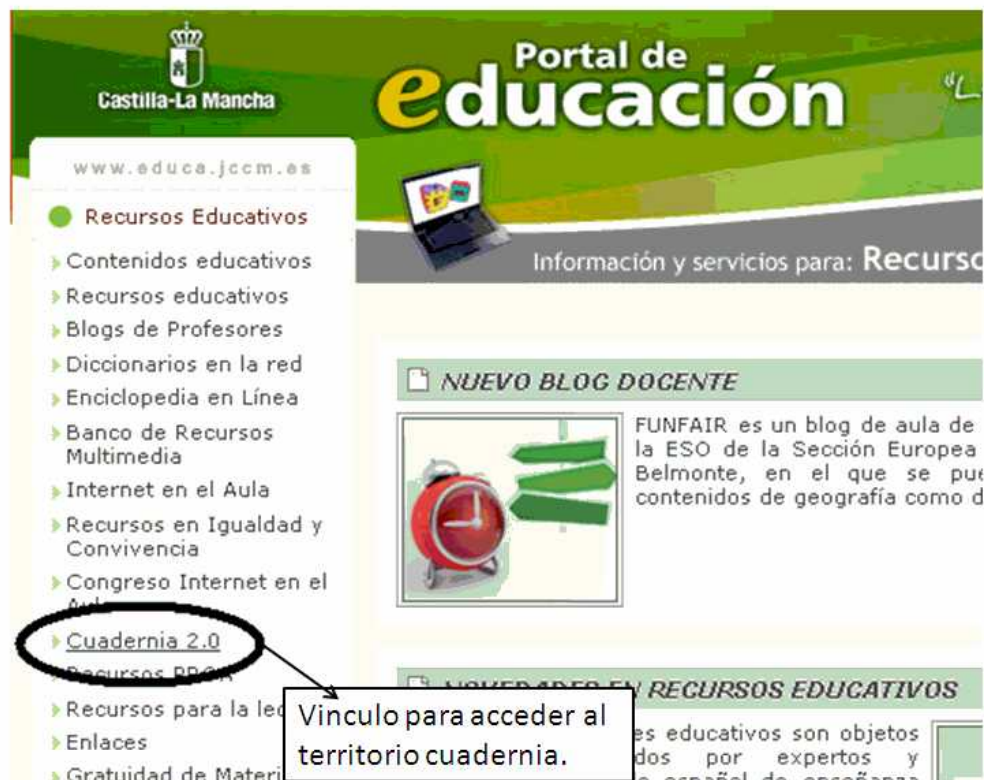 Castilla-La Mancha
Portal de
educación
"L
www.educa.jccm.es
Recursos Educativos
Información y servicios para: Recurso
Contenidos educativos
Recursos educativos
Blogs de Profesores
Diccionarios en la red
Enciclopedia en Línea
Banco de Recursos
Multimedia
Internet en el Aula
Recursos en Igualdad y
Convivencia
Congreso Internet en el
Aula
Cuadernia 2.0
Recursos
Recursos para la lec
Enlaces
Gratuidad de Materi
NUEVO BLOG DOCENTE
FUNFAIR es un blog de aula de
la ESO de la Sección Europea
Belmonte, en el que se pue
contenidos de geografía como d
NOVEDADES EN RECURSOS EDUCATIVOS
es educativos son objetos
dos por expertos y
español de enseñanza
Vinculo para acceder al
territorio cuadernia.